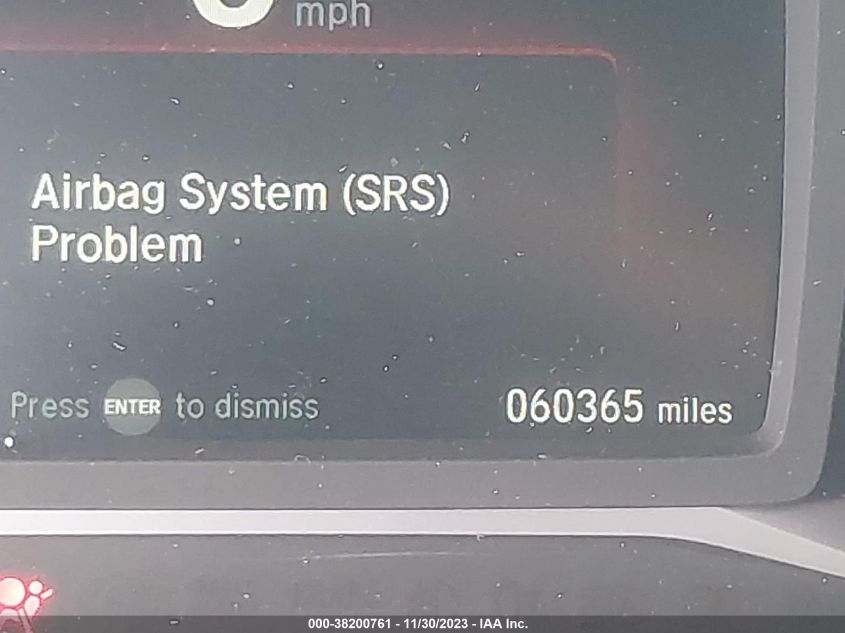 mph
Airbag System (SRS)
Problem
Press ENTER to dismiss
060365 miles
000-38200761 - 11/30/2023 - IAA Inc.